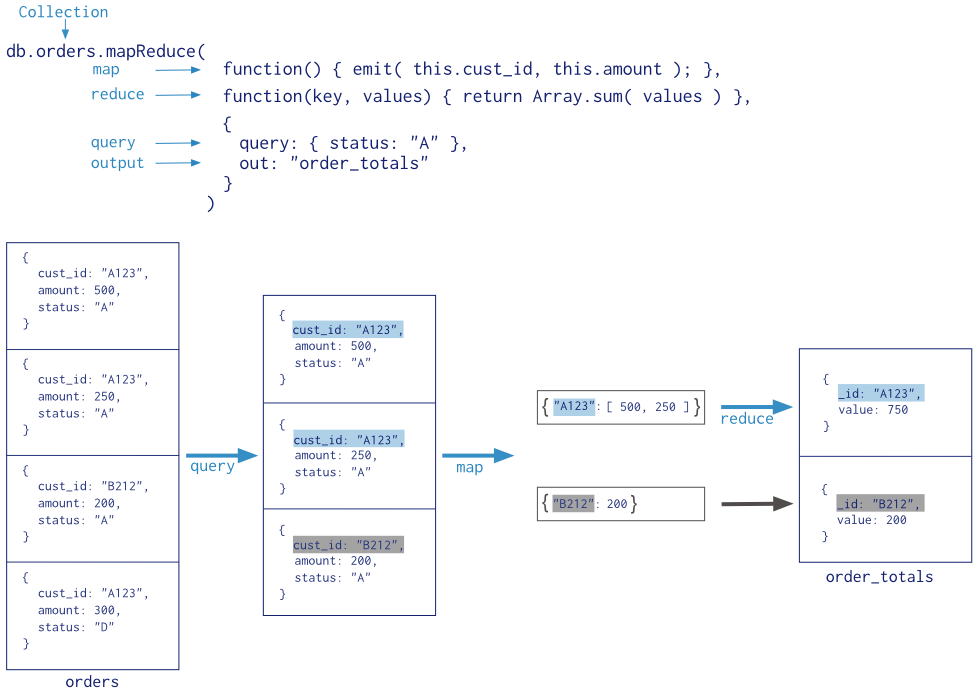 Collection
db.orders.mapReduce(
map function() { emit( this.cust_id, this.amount ); },
reduce function(key, values) { return Array.sum( values ) },
{
query query: { status: "A" },
output out: "order_totals"
}
)
{
cust_id: "A123",
amount: 500,
status: "A"
}
{
cust_id: "A123",
amount: 250,
status: "A"
}
{
cust_id: "B212",
amount: 200,
status: "A"
}
{
cust_id: "A123",
amount: 300,
status: "D"
}
orders
query
{
cust_id: "A123",
amount: 500,
status: "A"
}
{
cust_id: "A123",
amount: 250,
status: "A"
}
{
cust_id: "B212",
amount: 200,
status: "A"
}
map
{ "A123": [ 500, 250 ] }
{ "B212": 200 }
reduce
{
_id: "A123",
value: 750
}
{
_id: "B212",
value: 200
}
order_totals